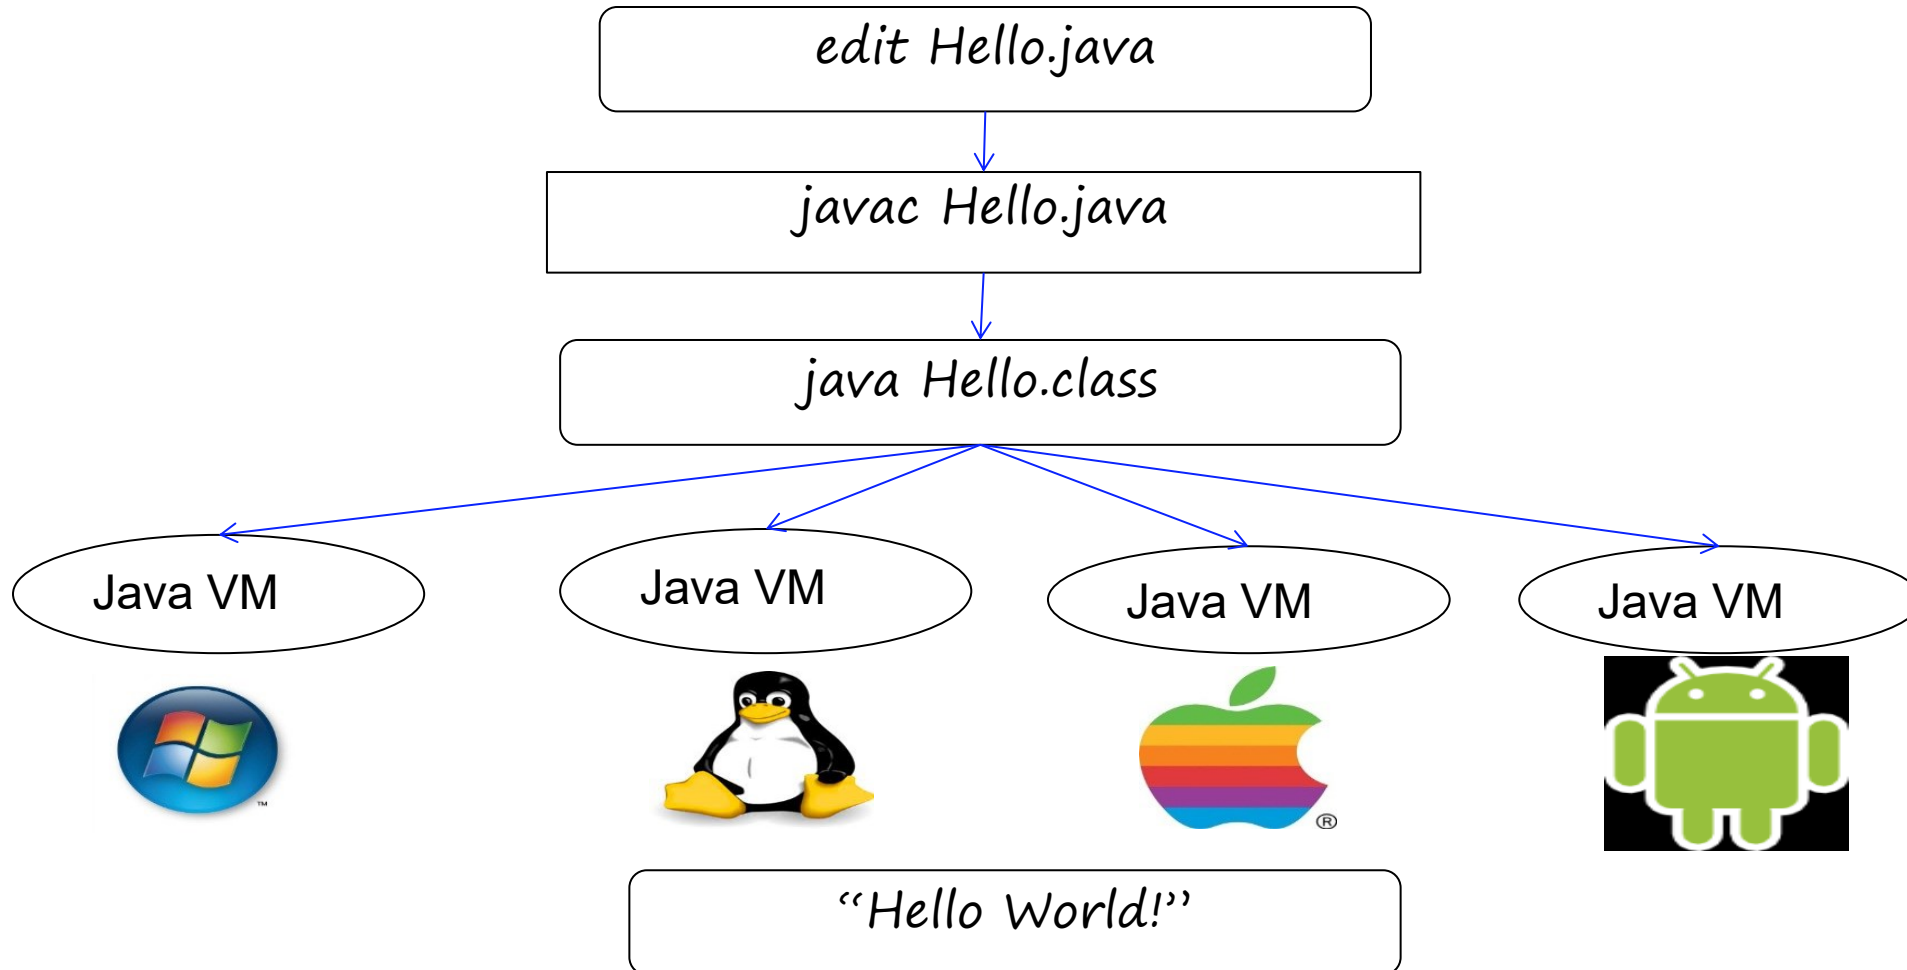 edit Hello.java
javac Hello.java
java Hello.class
Java VM
Java VM
Java VM
Java VM
™
®
“Hello World!”